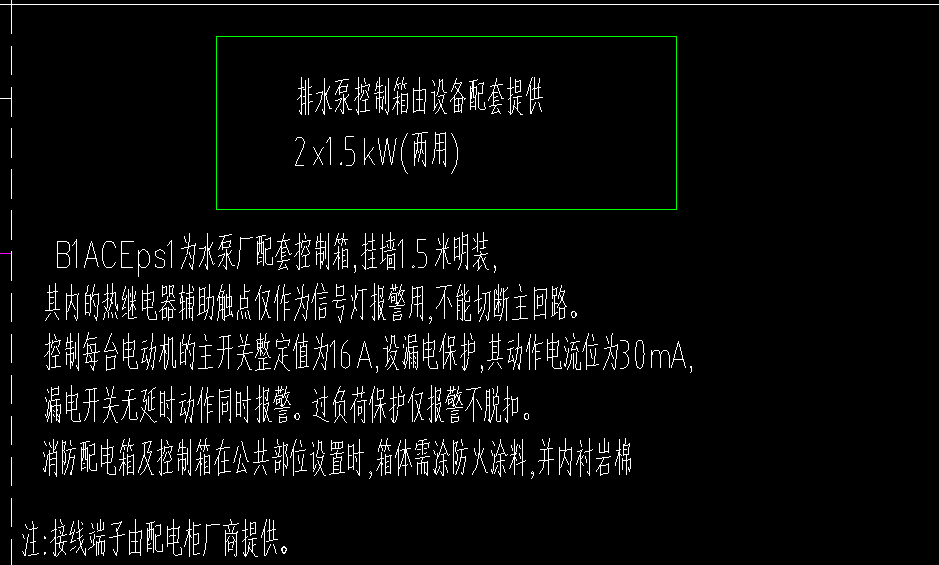 排水泵控制箱由设备配套提供
2x1.5kW(两用)
B1ACEps1为水泵厂配套控制箱,挂墙1.5米明装,
其内的热继电器辅助触点仅作为信号灯报警用,不能切断主回路。
控制每台电动机的主开关整定值为16A,设漏电保护,其动作电流位为30mA,
漏电开关无延时动作同时报警。过负荷保护仅报警不脱扣。
消防配电箱及控制箱在公共部位设置时,箱体需涂防火涂料,并内衬岩棉
注:接线端子由配电柜厂商提供。